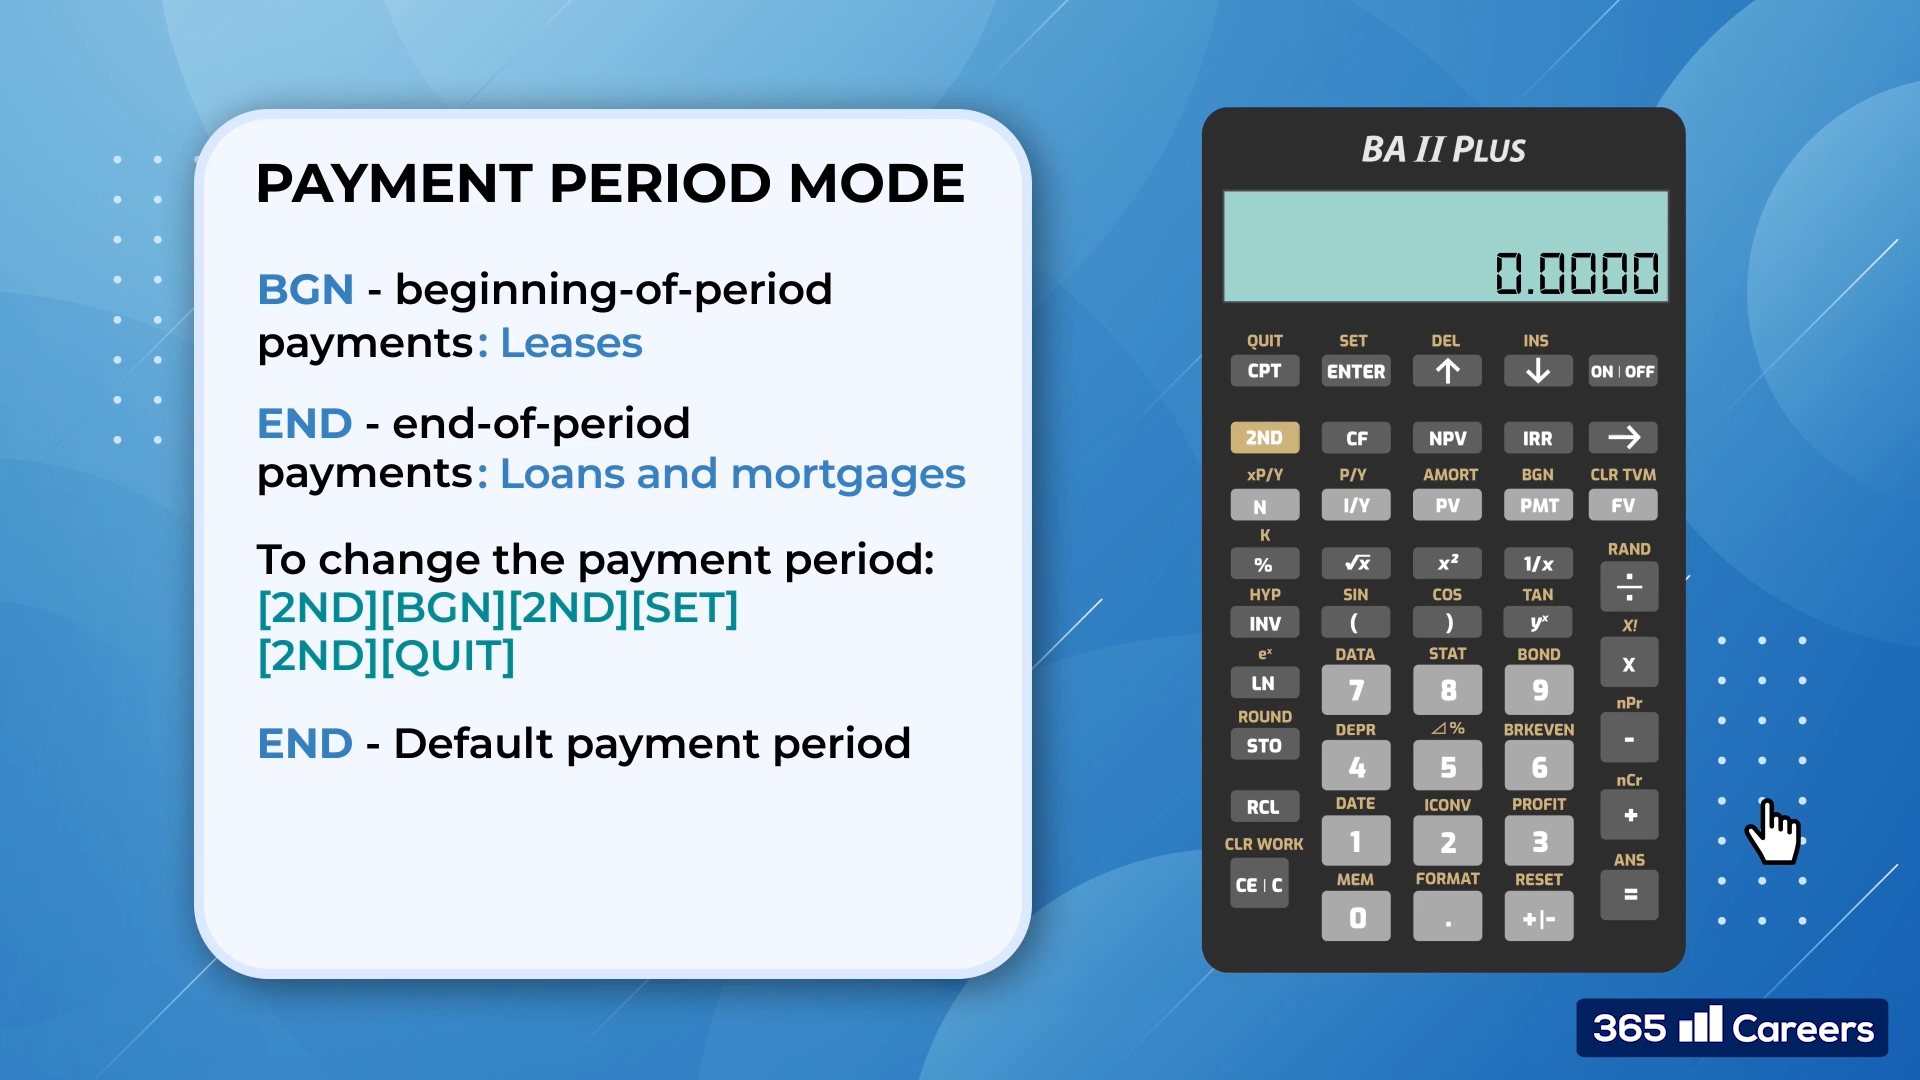 PAYMENT PERIOD MODE
BGN - beginning-of-period
payments: Leases
END - end-of-period
payments: Loans and mortgages
To change the payment period:
[2ND][BGN][2ND][SET]
[2ND][QUIT]
END - Default payment period
BA II PLUS
0.0000
QUIT SET DEL INS
CPT ENTER ↑ ↓ ON|OFF
2ND CF NPV IRR →
xP/Y P/Y AMORT BGN CLR TVM
N I/Y PV PMT FV
K
% √x x² 1/x
RAND
÷
HYP SIN COS TAN
INV ( ) yˣ
X!
x
eˣ DATA STAT BOND
LN 7 8 9
nPr
-
ROUND DEPR ⊿% BRKEVEN
STO 4 5 6
nCr
+
RCL
DATE ICONV PROFIT
1 2 3
CLR WORK
CE|C
ANS
=
MEM FORMAT RESET
0 . +|-
365 Careers